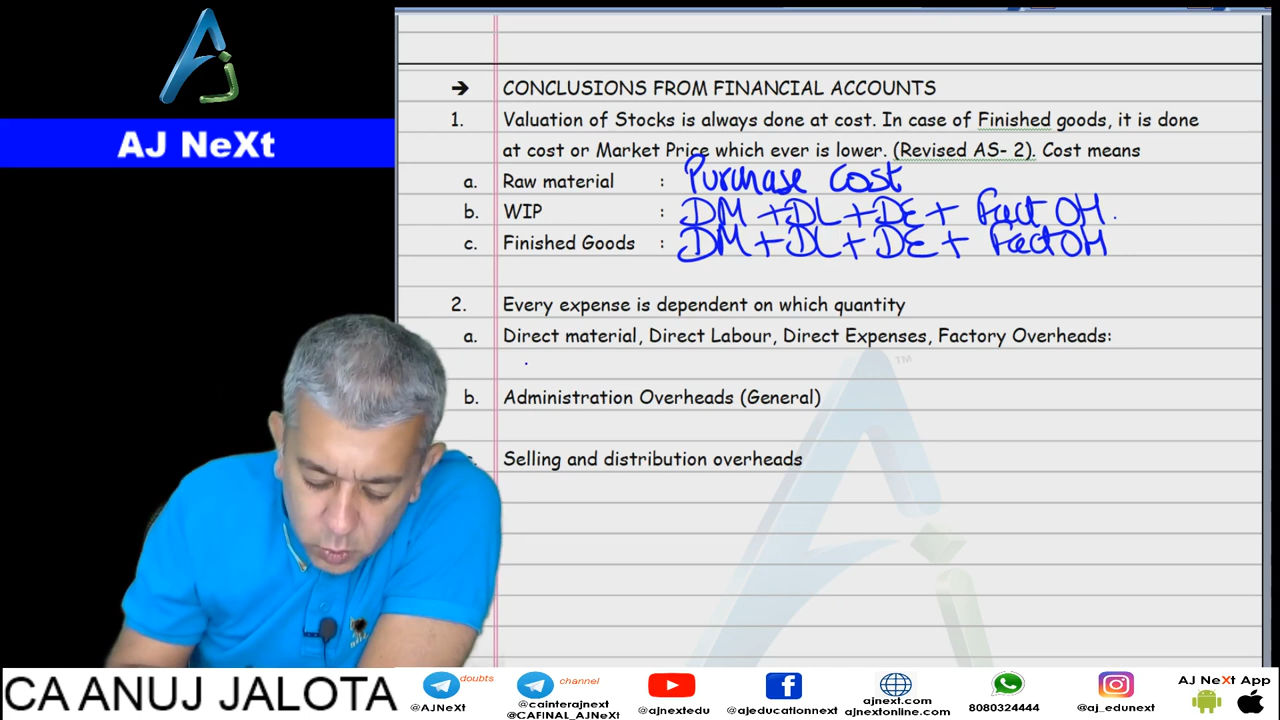 AJ NeXt
→ CONCLUSIONS FROM FINANCIAL ACCOUNTS
1. Valuation of Stocks is always done at cost. In case of Finished goods, it is done
at cost or Market Price which ever is lower. (Revised AS- 2). Cost means
a. Raw material : Purchase Cost
b. WIP : DM + DL + DE + Fact OH.
c. Finished Goods : DM + DL + DE + Fact OH
2. Every expense is dependent on which quantity
a. Direct material, Direct Labour, Direct Expenses, Factory Overheads:
b. Administration Overheads (General)
Selling and distribution overheads
TM
CA ANUJ JALOTA
doubts
@AJNeXt
channel
@cainterajnext
@CAFINAL_AJNeXt
@ajnextedu
@ajeducationnext
ajnext.com
ajnextonline.com
8080324444
@aj_edunext
AJ NeXt App